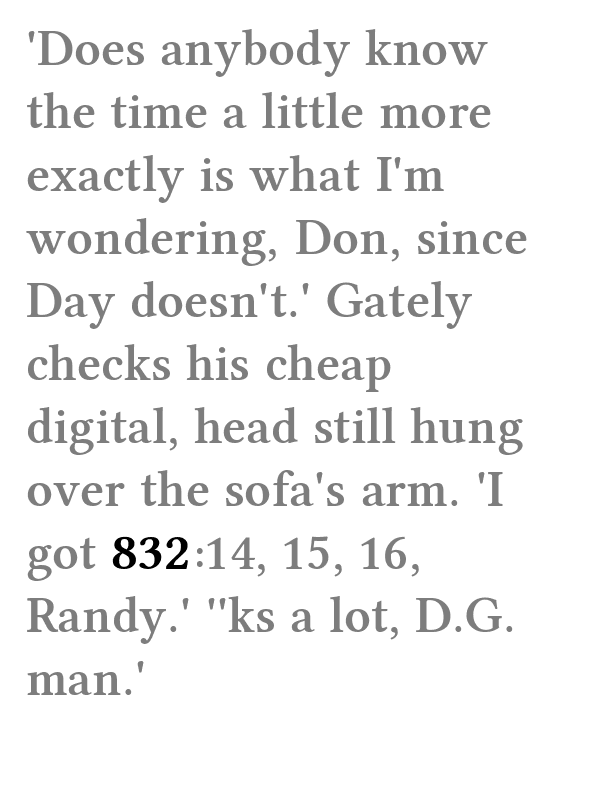 'Does anybody know
the time a little more
exactly is what I'm
wondering, Don, since
Day doesn't.' Gately
checks his cheap
digital, head still hung
over the sofa's arm. 'I
got 832:14, 15, 16,
Randy.' ''ks a lot, D.G.
man.'